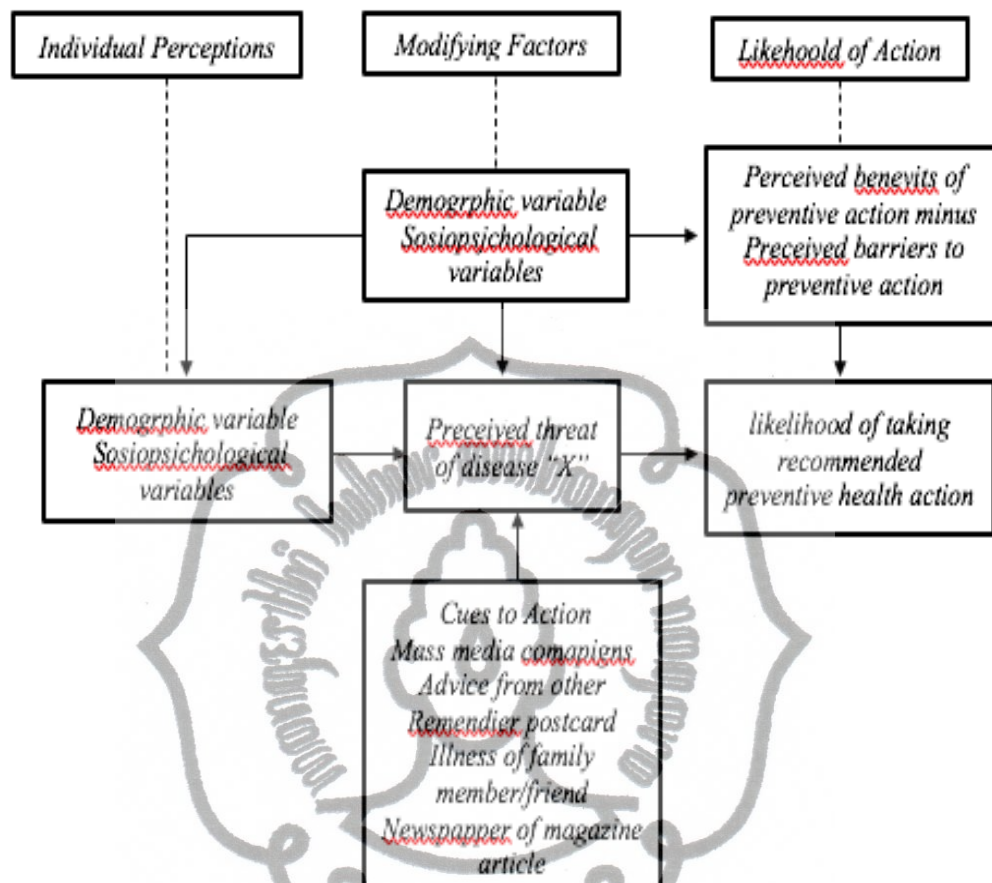 Individual Perceptions
Modifying Factors
Likehoold of Action
Demogrphic variable
Sosiopsichological
variables
Perceived benevits of
preventive action minus
Preceived barriers to
preventive action
Demogrphic variable
Sosiopsichological
variables
Preceived threat
of disease "X"
likelihood of taking
recommended
preventive health action
Cues to Action
Mass media comapigns
Advice from other
Remendier postcard
Illness of family
member/friend
Newspapper of magazine
article